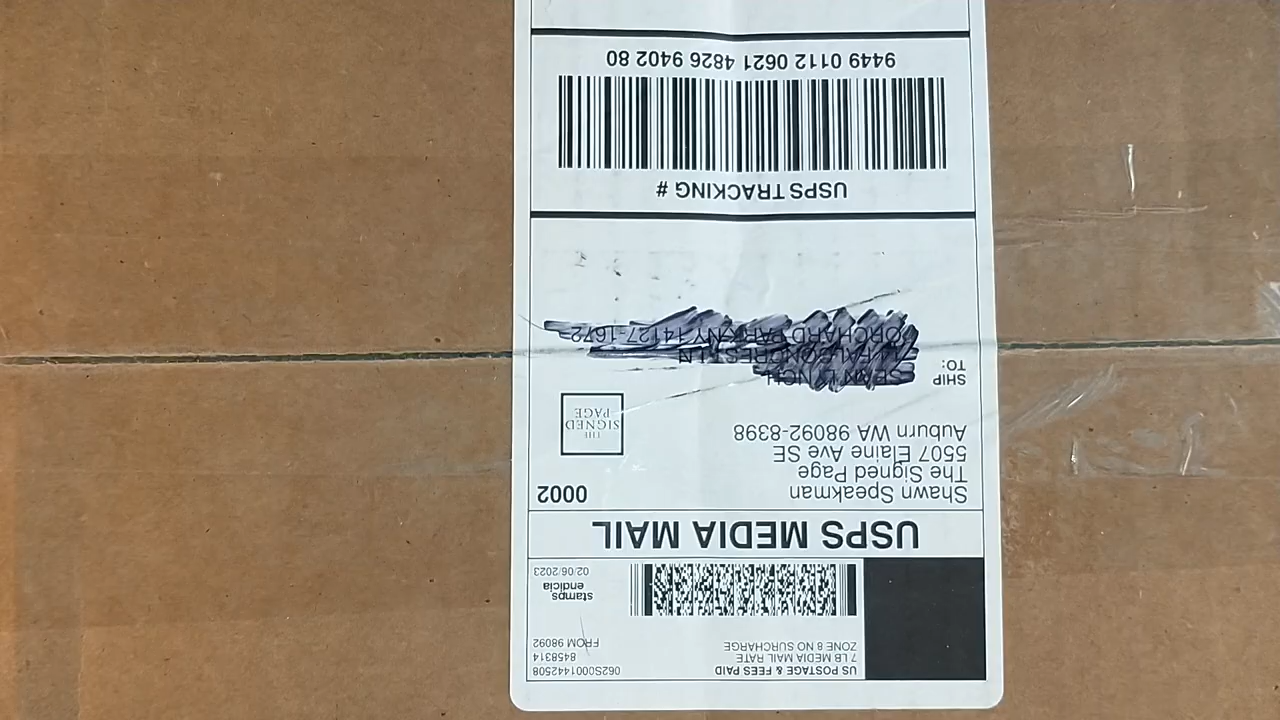 US POSTAGE & FEES PAID
7 LB MEDIA MAIL RATE
ZONE 8 NO SURCHARGE
062S0001442508
8458314
FROM 98092
stamps
endicia
02/06/2023
USPS MEDIA MAIL
Shawn Speakman
The Signed Page
5507 Elaine Ave SE
Auburn WA 98092-8398
0002
THE
SIGNED
PAGE
SHIP
TO:
USPS TRACKING #
9449 0112 0621 4826 9402 80